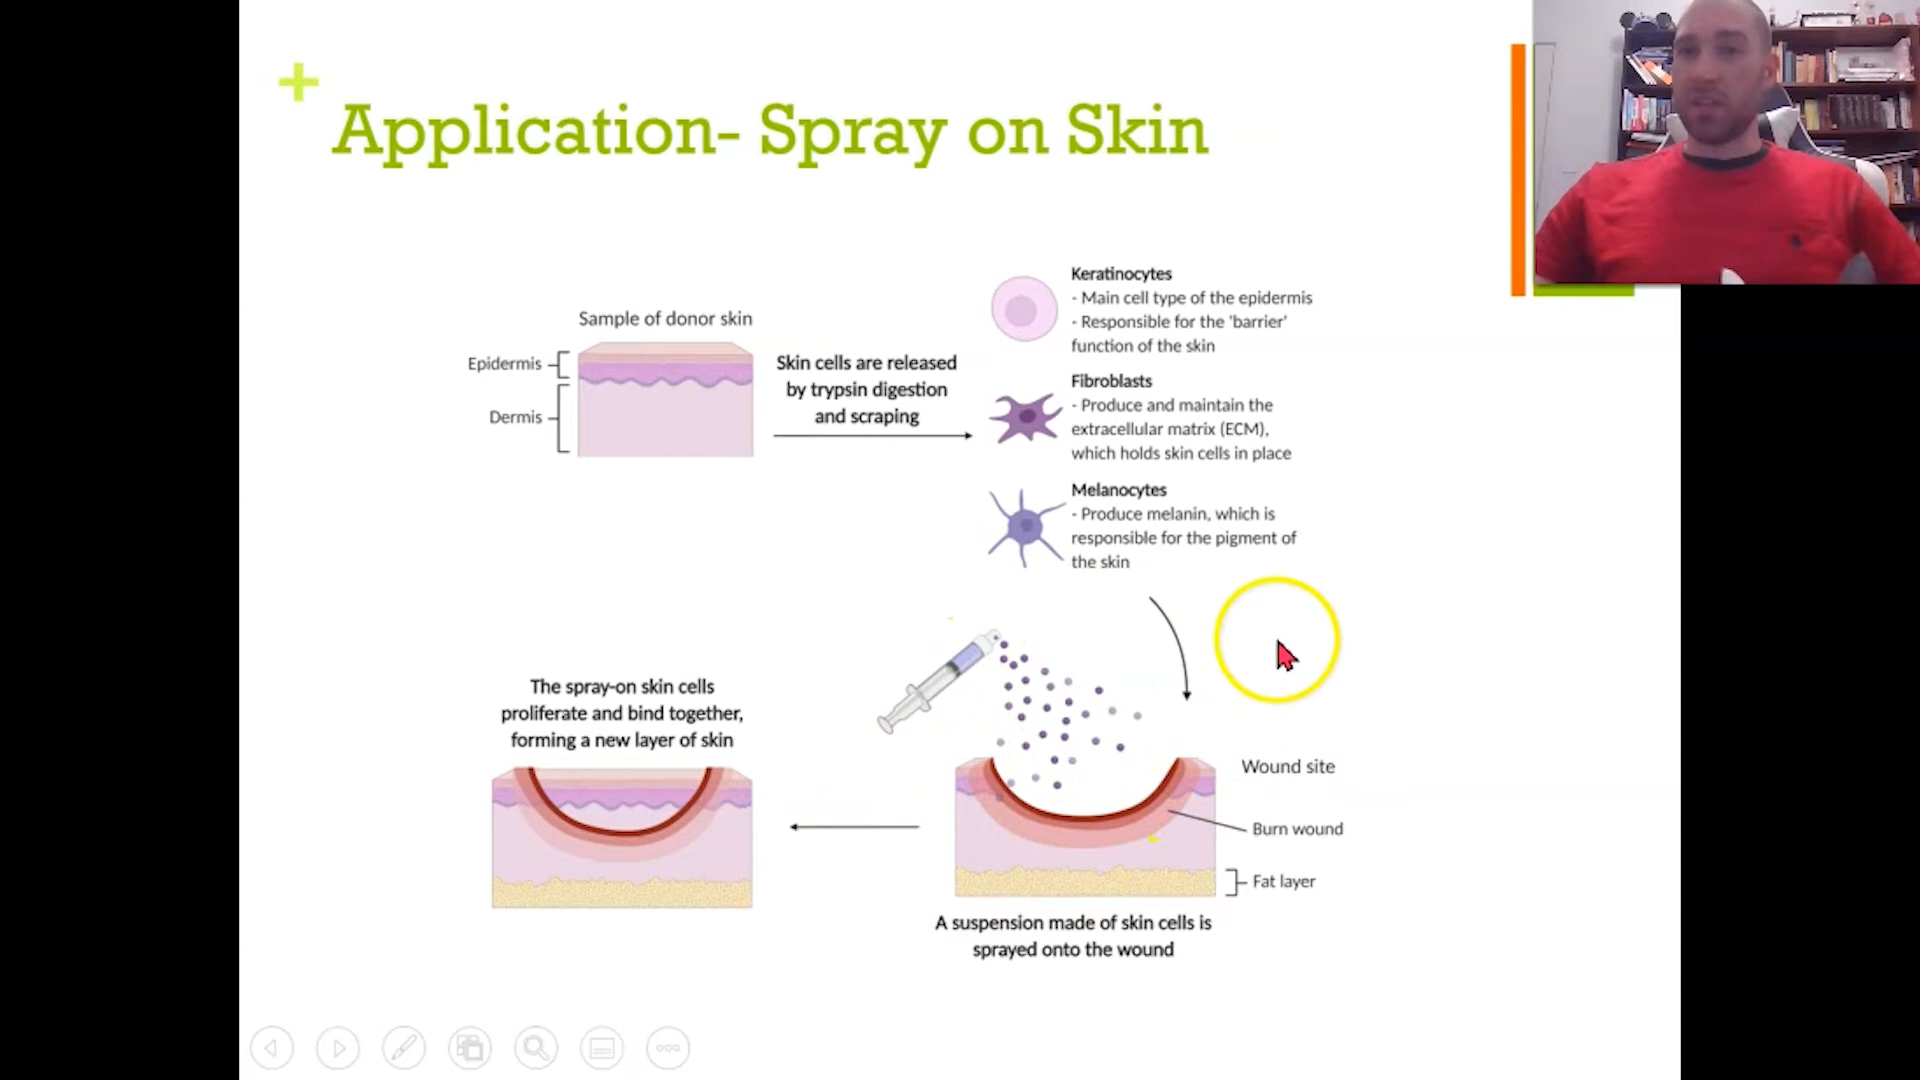 Application- Spray on Skin
Sample of donor skin
Epidermis
Dermis
Skin cells are released
by trypsin digestion
and scraping
Keratinocytes
- Main cell type of the epidermis
- Responsible for the 'barrier'
function of the skin
Fibroblasts
- Produce and maintain the
extracellular matrix (ECM),
which holds skin cells in place
Melanocytes
- Produce melanin, which is
responsible for the pigment of
the skin
Wound site
Burn wound
Fat layer
A suspension made of skin cells is
sprayed onto the wound
The spray-on skin cells
proliferate and bind together,
forming a new layer of skin